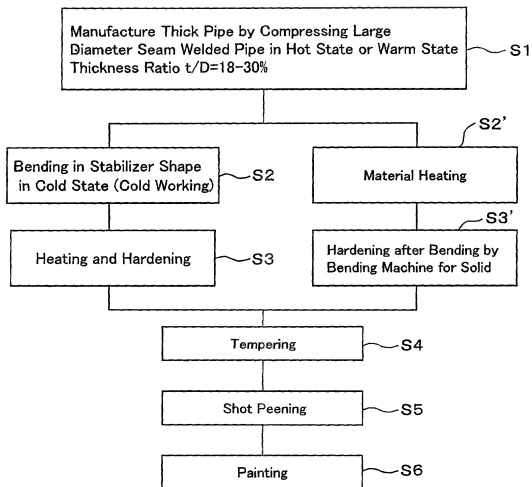 Manufacture Thick Pipe by Compressing Large
Diameter Seam Welded Pipe in Hot State or Warm State
Thickness Ratio t/D=18-30%
S1
Bending in Stabilizer Shape
in Cold State (Cold Working)
S2
Material Heating
S2'
Heating and Hardening
S3
Hardening after Bending by
Bending Machine for Solid
S3'
Tempering
S4
Shot Peening
S5
Painting
S6